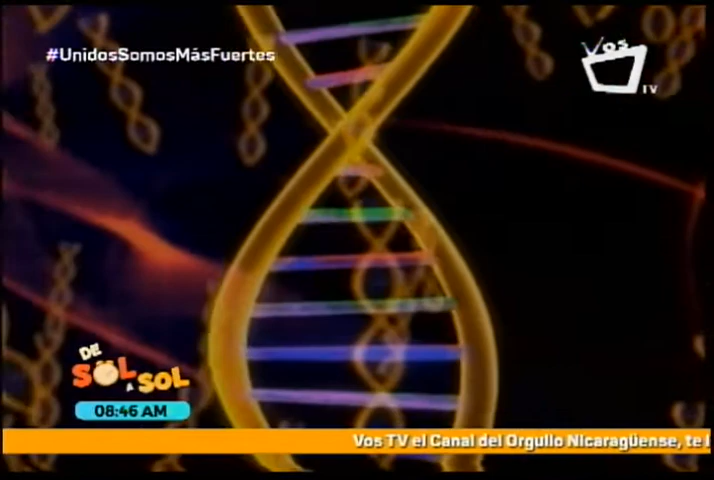 #UnidosSomosMásFuertes
Vos
TV
DE
SOL
A SOL
08:46 AM
Vos TV el Canal del Orgullo Nicaragüense, te